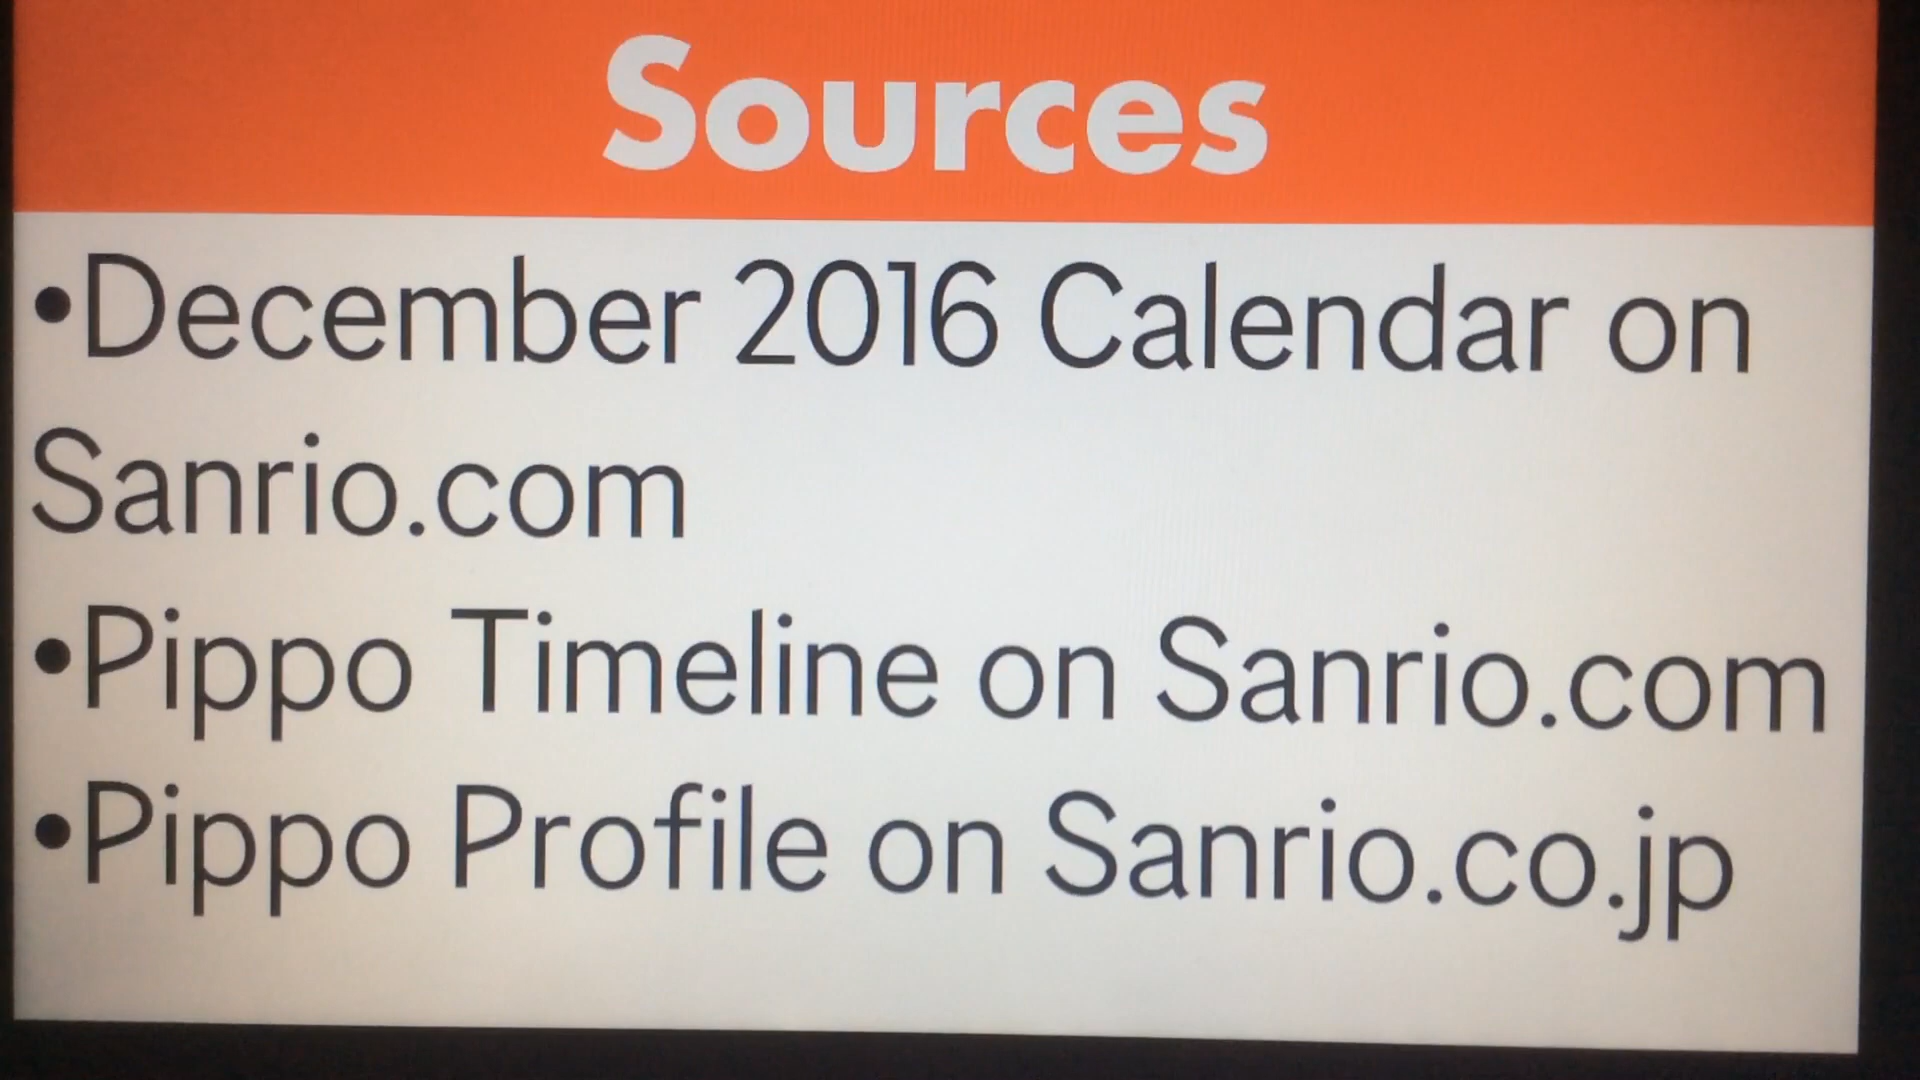 Sources
•December 2016 Calendar on
Sanrio.com
•Pippo Timeline on Sanrio.com
•Pippo Profile on Sanrio.co.jp